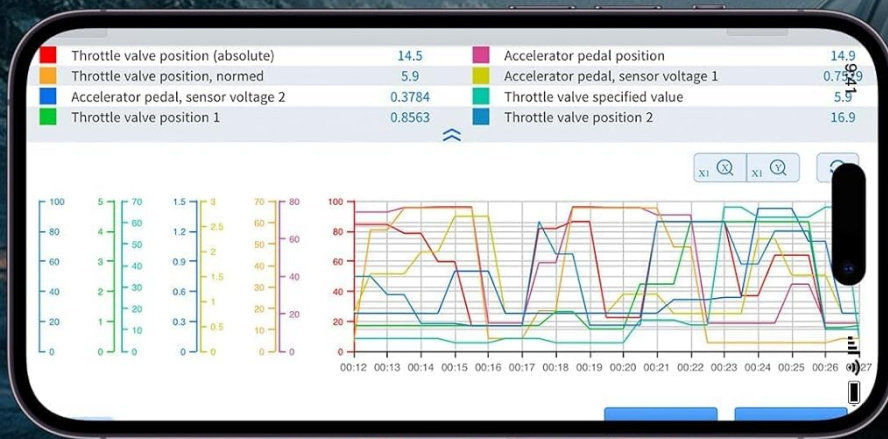 Throttle valve position (absolute) 14.5 Accelerator pedal position 14.9
Throttle valve position, normed 5.9 Accelerator pedal, sensor voltage 1
Accelerator pedal, sensor voltage 2 0.3784 Throttle valve specified value 5.9
Throttle valve position 1 0.8563 Throttle valve position 2 16.9
9:41
X1 X X1 Y
100 5 70 1.5 3 70 80 100
60
80 4 60 1.2 2.5 60 80
50 2 50 60
60 3 40 0.9 40 60
1.5 40
40 2 30 0.6 1 30 40
20 20 20
20 1 10 0.3 0.5 10 20
0 0 0 0 0 0 0 0
00:12 00:13 00:14 00:15 00:16 00:17 00:18 00:19 00:20 00:21 00:22 00:23 00:24 00:25 00:26